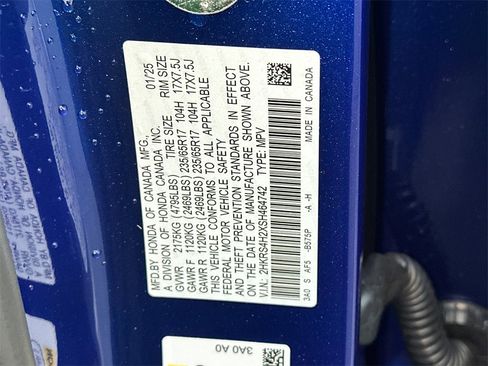 MFD.BY HONDA OF CANADA MFG. 01/25
A DIVISION OF HONDA CANADA INC.
TIRE SIZE RIM SIZE
GVWR 2175KG (4795LBS)
GAWR F 1120KG (2469LBS) 235/65R17 104H 17X7.5J
GAWR R 1120KG (2469LBS) 235/65R17 104H 17X7.5J
THIS VEHICLE CONFORMS TO ALL APPLICABLE
FEDERAL MOTOR VEHICLE SAFETY
AND THEFT PREVENTION STANDARDS IN EFFECT
ON THE DATE OF MANUFACTURE SHOWN ABOVE.
V.I.N.: 2HKRS4H2XSH464742 TYPE: MPV
3A0 S AF5 -B675P -A -H MADE IN CANADA
3A0 A0